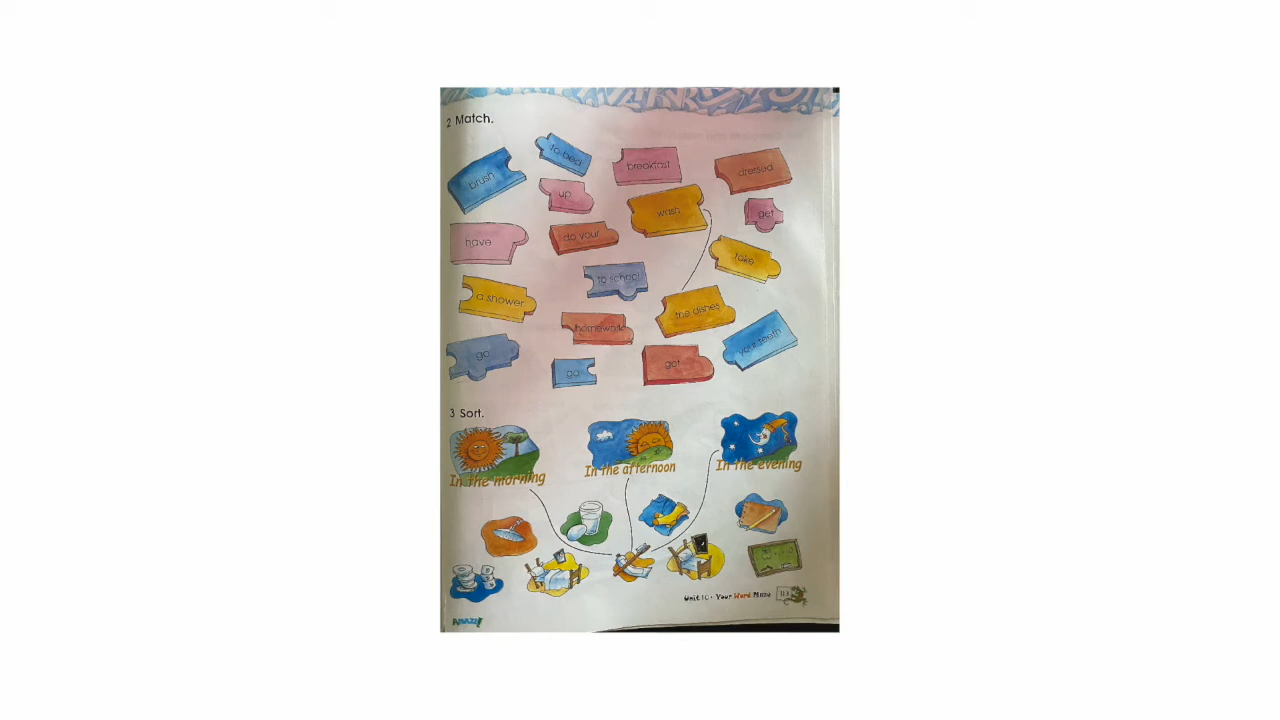 2 Match.
to bed
breakfast
dressed
brush
up
wash
get
have
do your
take
to school
a shower
the dishes
homework
your teeth
go
get
go
3 Sort.
In the morning
In the afternoon
In the evening
Unit 10 • Your Word Maze
AMAZE!